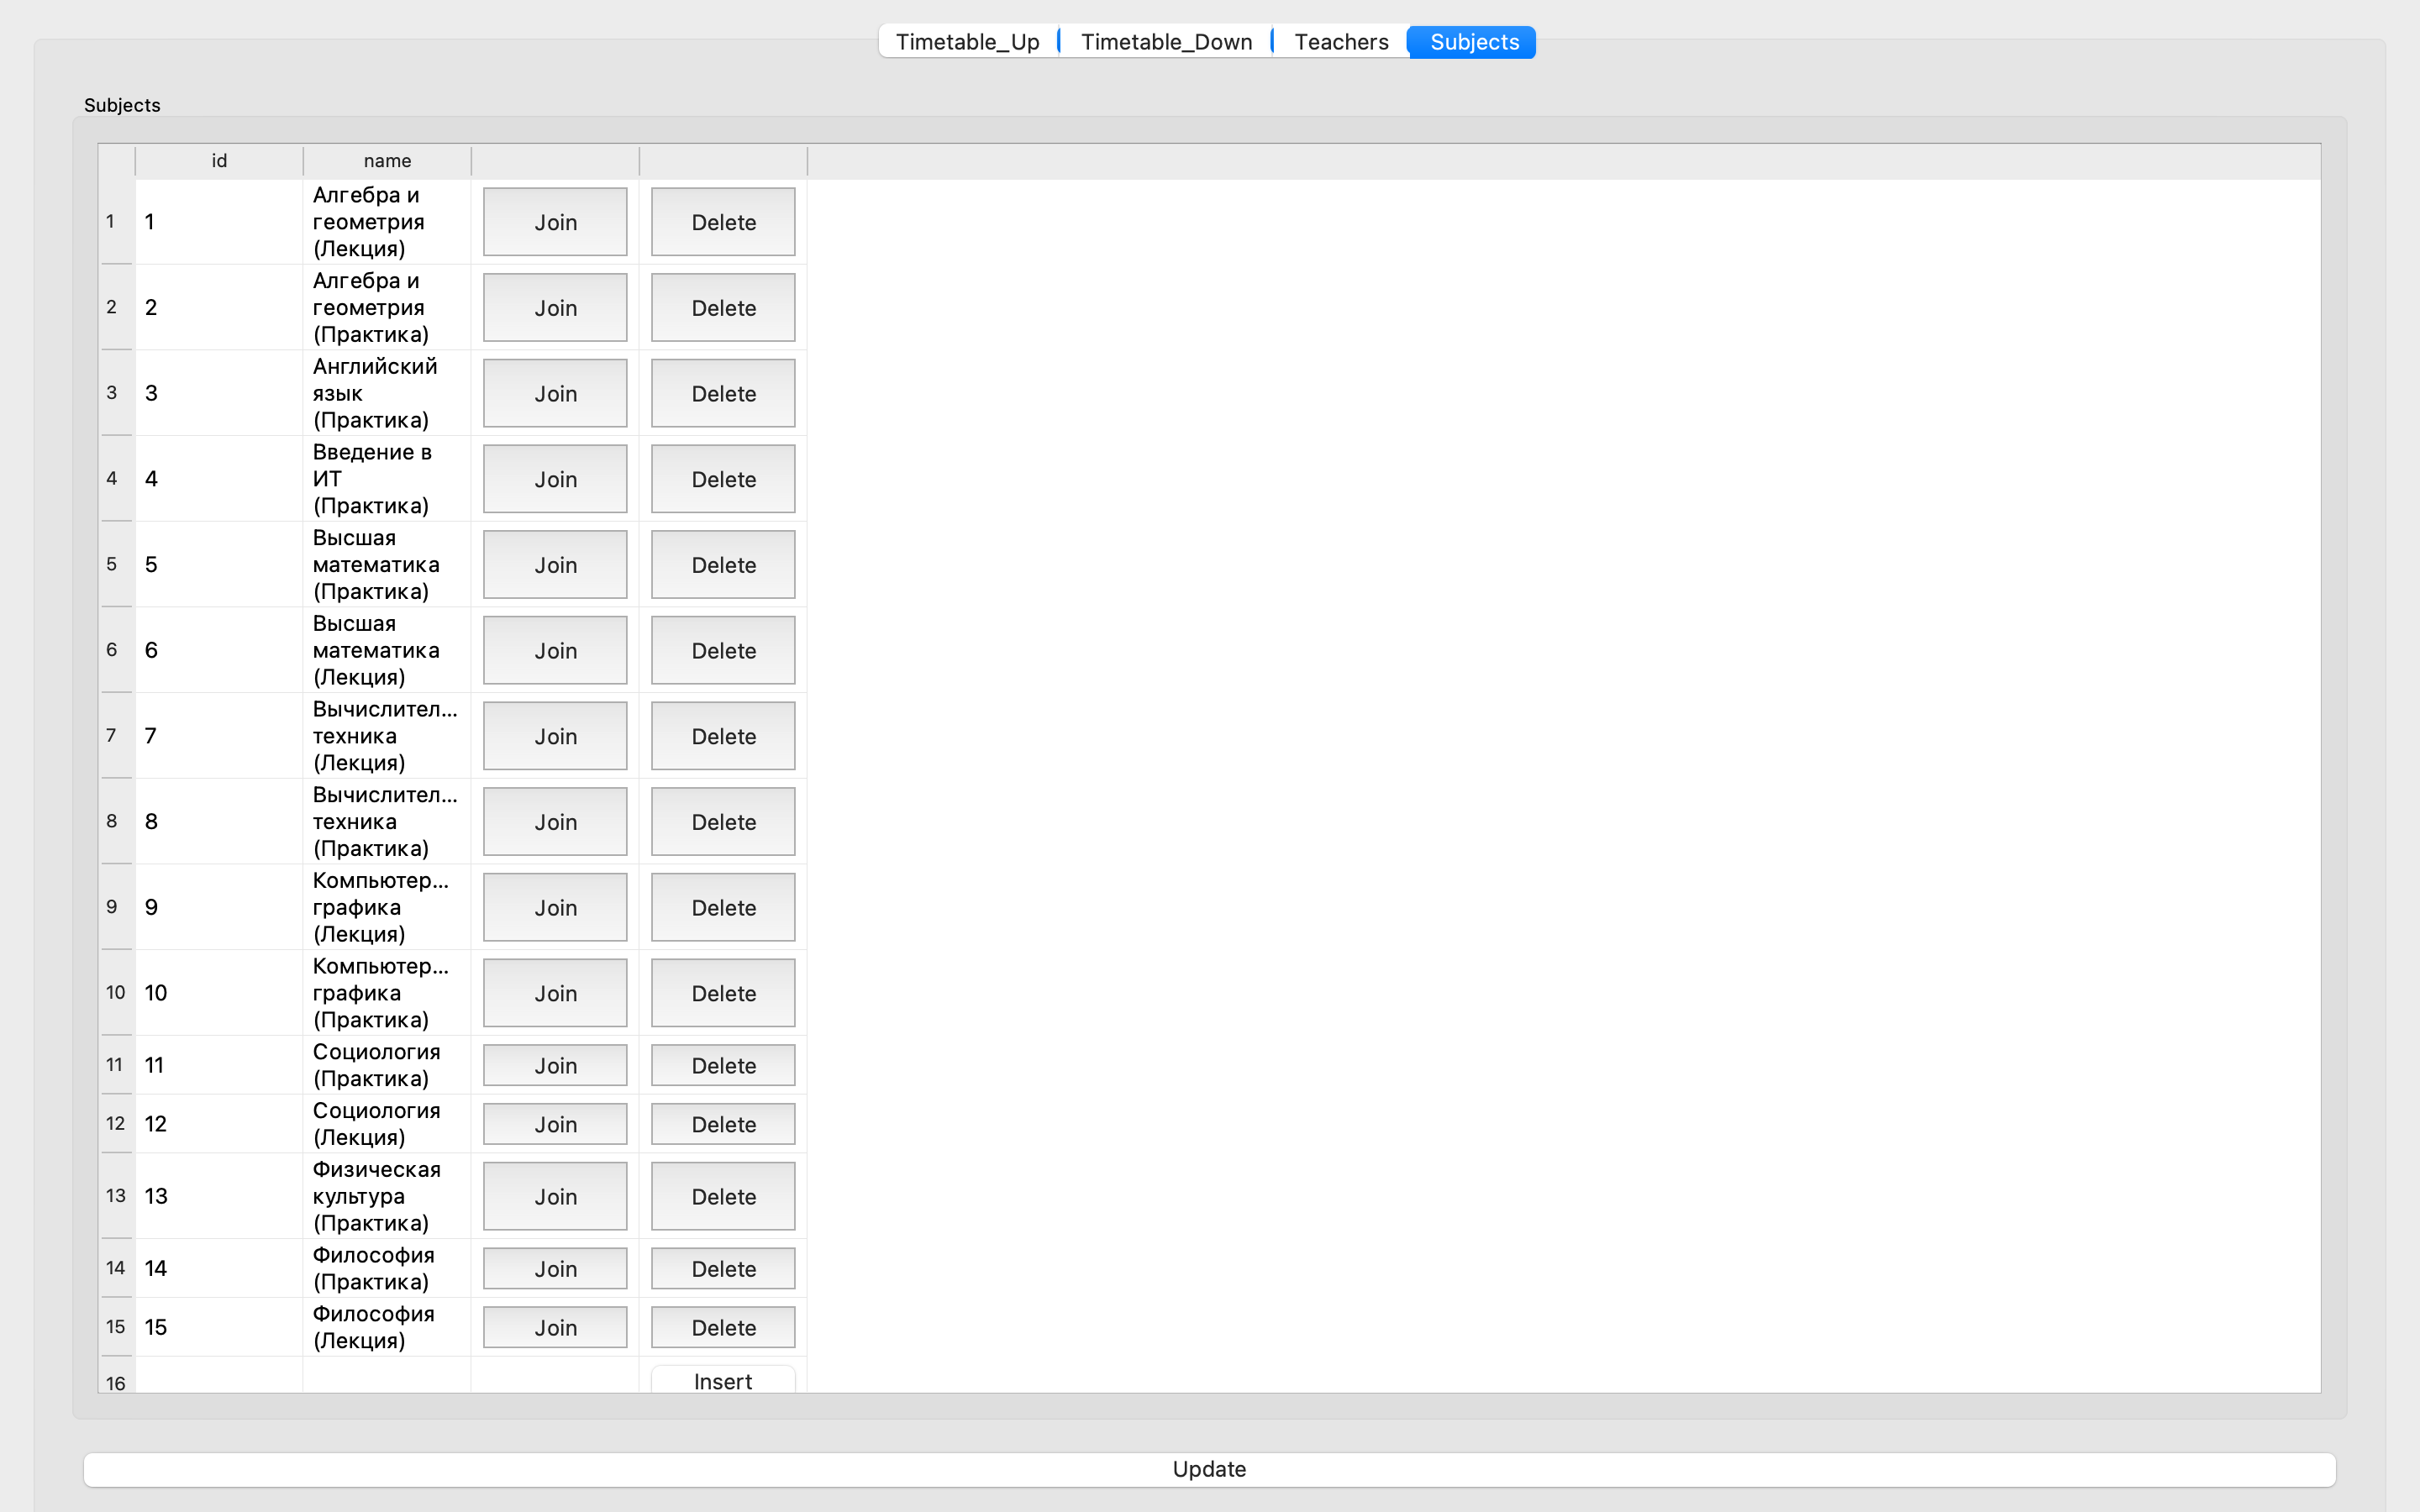 Timetable_Up Timetable_Down Teachers Subjects
Subjects
id name
1 1 Алгебра и геометрия (Лекция) Join Delete
2 2 Алгебра и геометрия (Практика) Join Delete
3 3 Английский язык (Практика) Join Delete
4 4 Введение в ИТ (Практика) Join Delete
5 5 Высшая математика (Практика) Join Delete
6 6 Высшая математика (Лекция) Join Delete
7 7 Вычислител... техника (Лекция) Join Delete
8 8 Вычислител... техника (Практика) Join Delete
9 9 Компьютер... графика (Лекция) Join Delete
10 10 Компьютер... графика (Практика) Join Delete
11 11 Социология (Практика) Join Delete
12 12 Социология (Лекция) Join Delete
13 13 Физическая культура (Практика) Join Delete
14 14 Философия (Практика) Join Delete
15 15 Философия (Лекция) Join Delete
16 Insert
Update